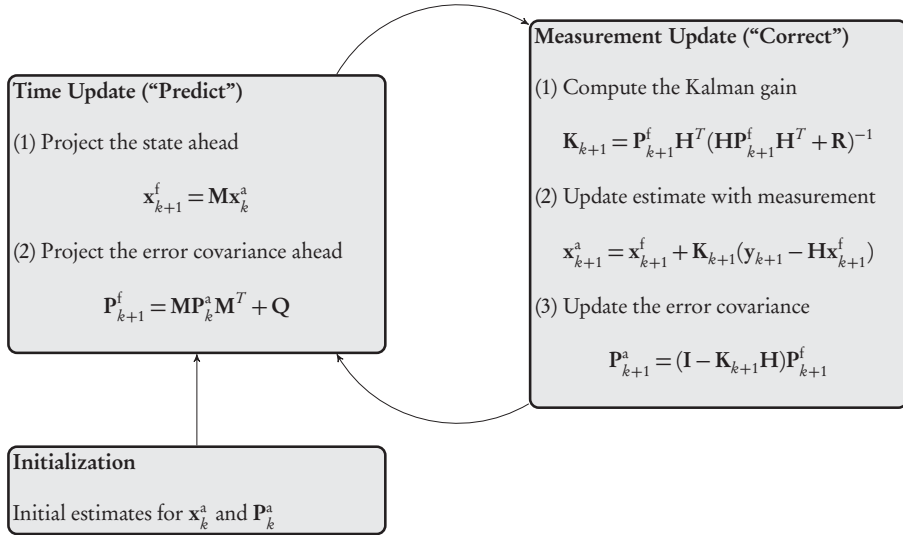 Time Update (“Predict”)
(1) Project the state ahead
x^f_{k+1} = Mx^a_k
(2) Project the error covariance ahead
P^f_{k+1} = MP^a_k M^T + Q
Measurement Update (“Correct”)
(1) Compute the Kalman gain
K_{k+1} = P^f_{k+1}H^T(HP^f_{k+1}H^T + R)^{−1}
(2) Update estimate with measurement
x^a_{k+1} = x^f_{k+1} + K_{k+1}(y_{k+1} − Hx^f_{k+1})
(3) Update the error covariance
P^a_{k+1} = (I − K_{k+1}H)P^f_{k+1}
Initialization
Initial estimates for x^a_k and P^a_k